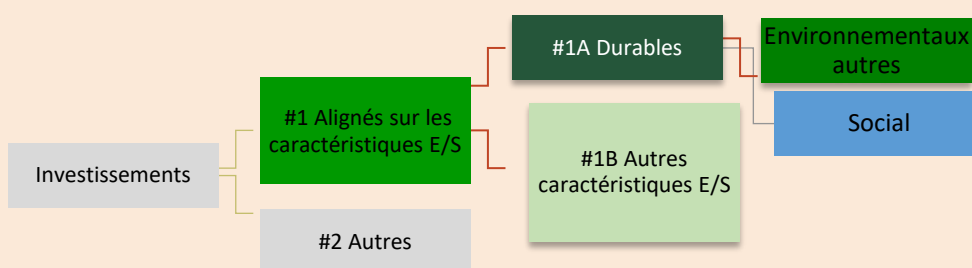 Investissements
#1 Alignés sur les
caractéristiques E/S
#2 Autres
#1A Durables
#1B Autres
caractéristiques E/S
Environnementaux
autres
Social